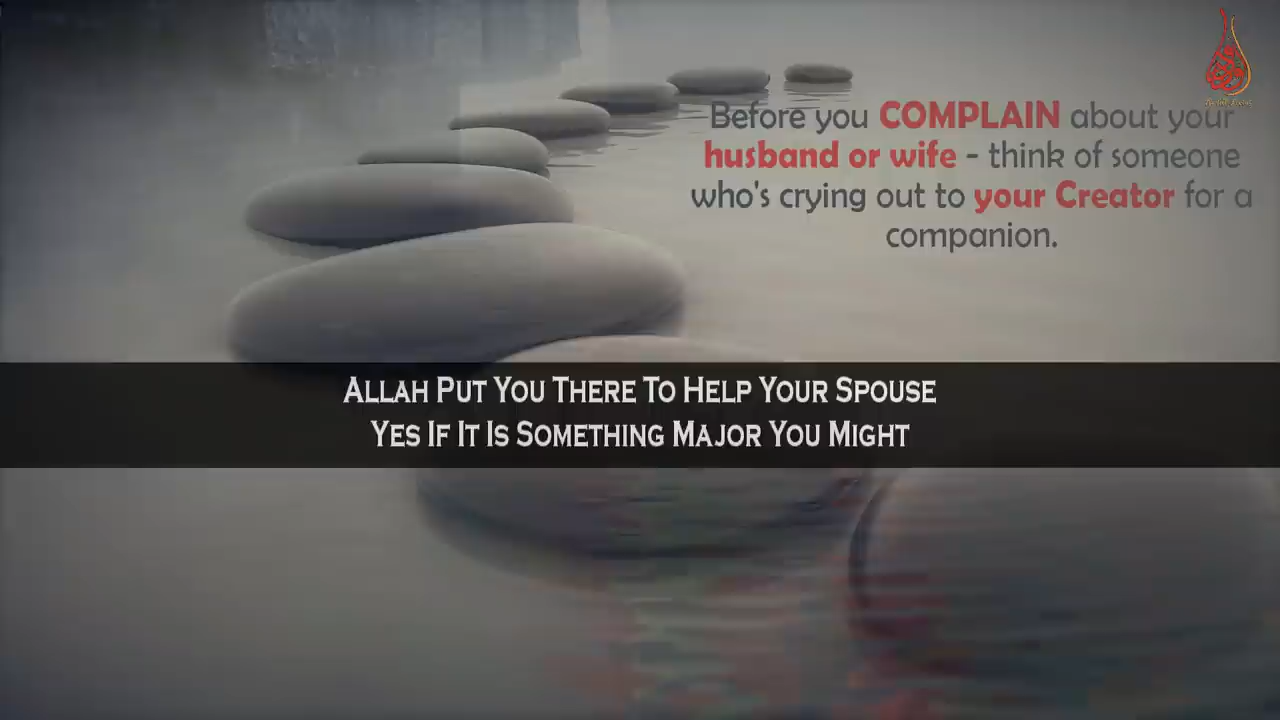 Before you COMPLAIN about your
husband or wife - think of someone
who's crying out to your Creator for a
companion.
ALLAH PUT YOU THERE TO HELP YOUR SPOUSE
YES IF IT IS SOMETHING MAJOR YOU MIGHT